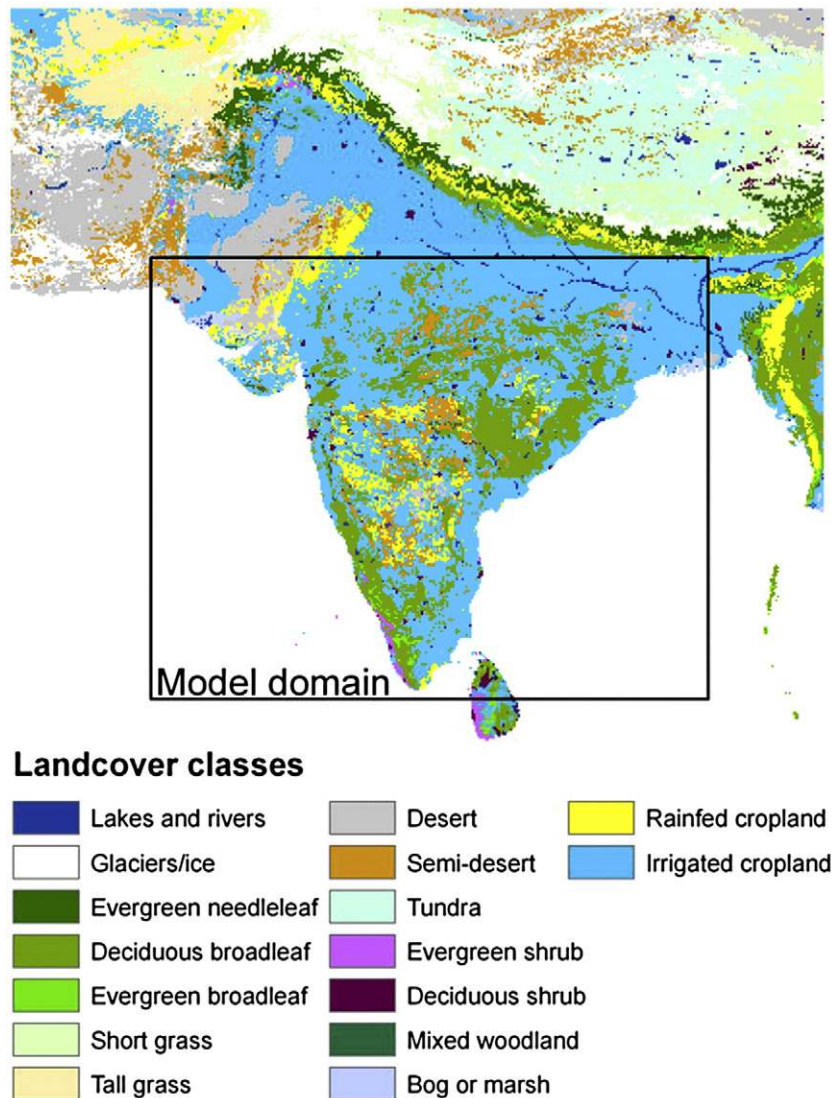 Model domain
Landcover classes
Lakes and rivers
Glaciers/ice
Evergreen needleleaf
Deciduous broadleaf
Evergreen broadleaf
Short grass
Tall grass
Desert
Semi-desert
Tundra
Evergreen shrub
Deciduous shrub
Mixed woodland
Bog or marsh
Rainfed cropland
Irrigated cropland